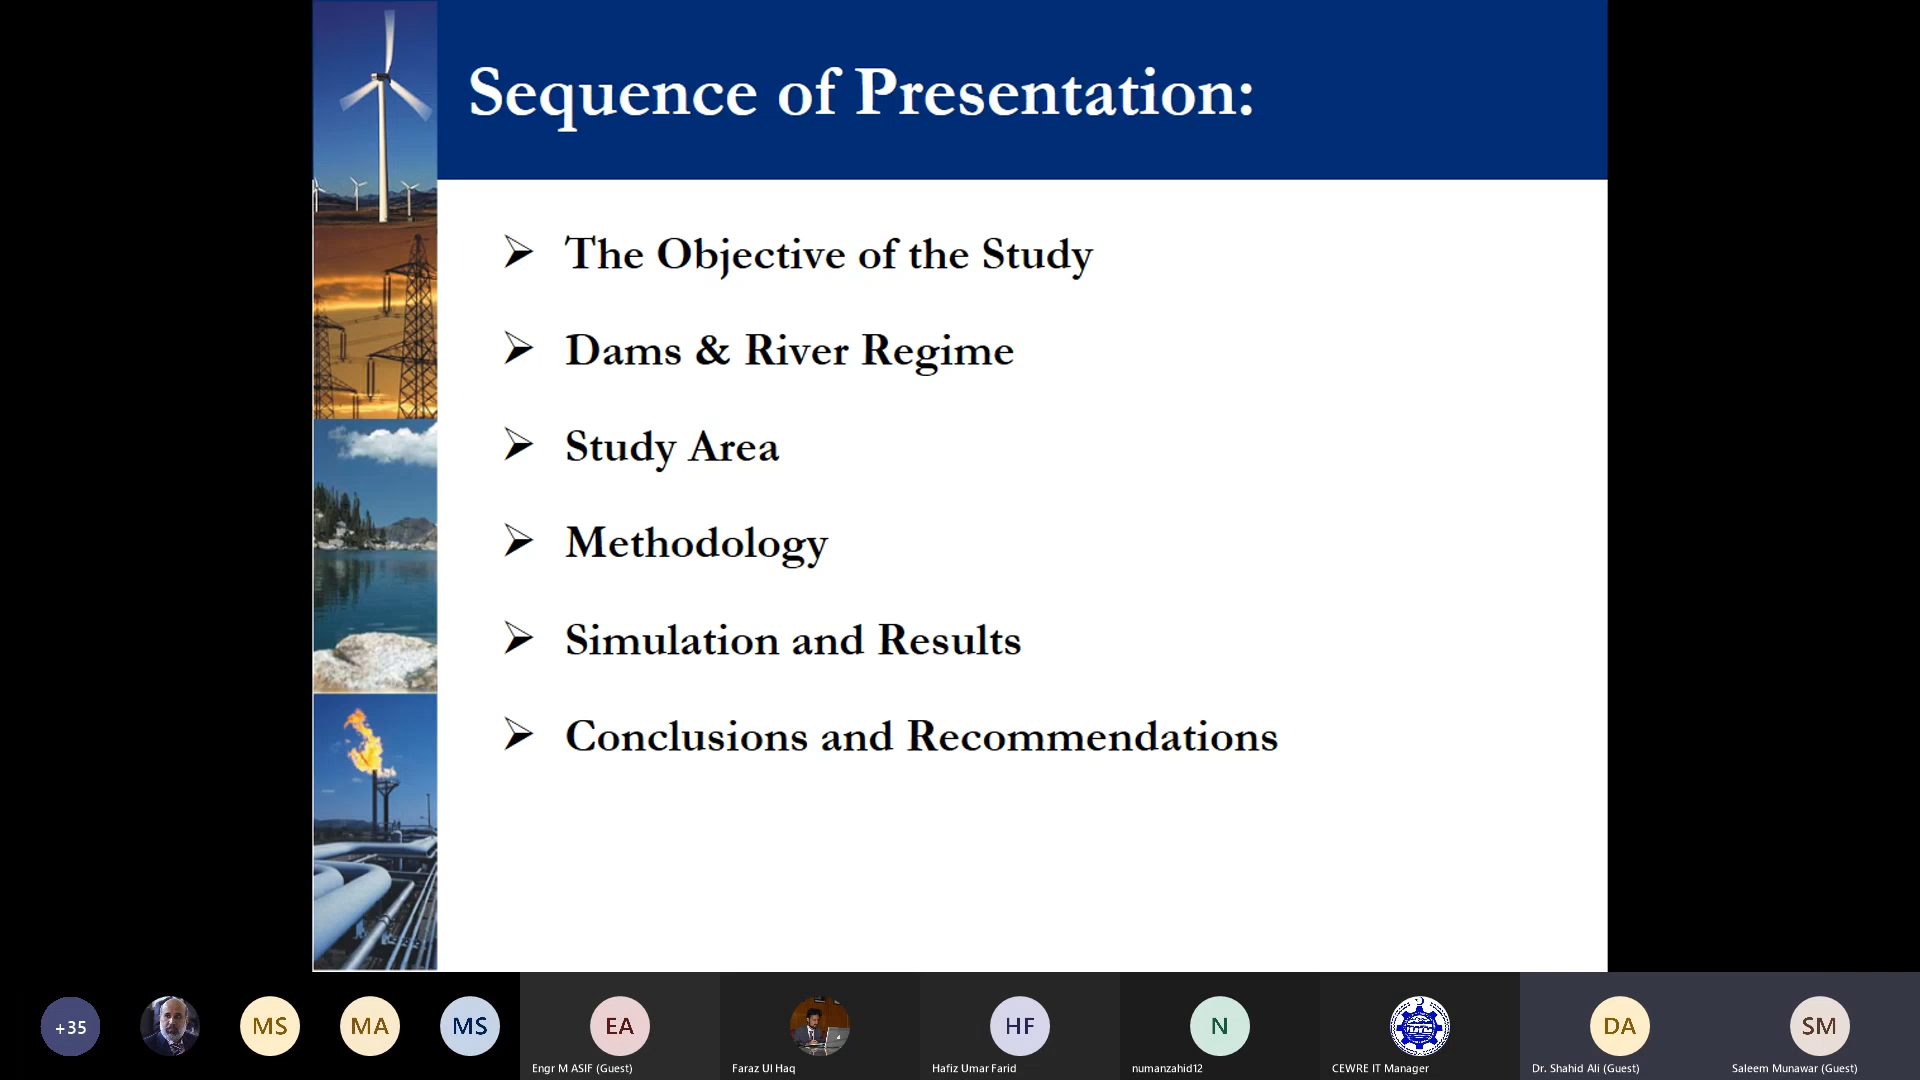 Sequence of Presentation:
The Objective of the Study
Dams & River Regime
Study Area
Methodology
Simulation and Results
Conclusions and Recommendations
+35
MS
MA
MS
EA
HF
N
DA
SM
Engr M ASIF (Guest)
Faraz Ul Haq
Hafiz Umar Farid
numanzahid12
CEWRE IT Manager
Dr. Shahid Ali (Guest)
Saleem Munawar (Guest)